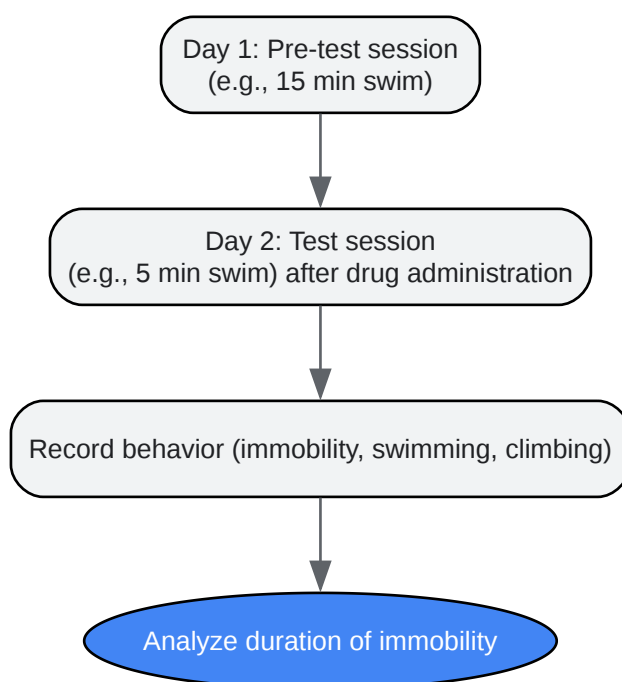 Day 1: Pre-test session
(e.g., 15 min swim)
Day 2: Test session
(e.g., 5 min swim) after drug administration
Record behavior (immobility, swimming, climbing)
Analyze duration of immobility